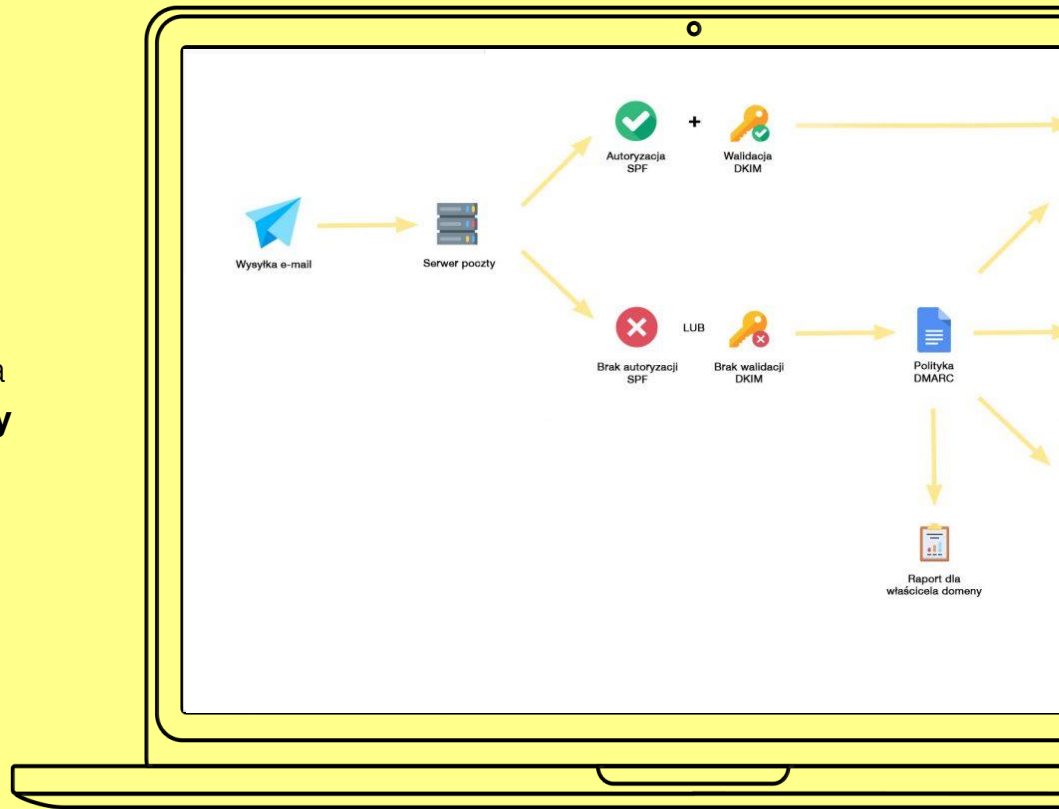 a
y
+
Autoryzacja
SPF
Walidacja
DKIM
Wysyłka e-mail
Serwer poczty
LUB
Brak autoryzacji
SPF
Brak walidacji
DKIM
Polityka
DMARC
Raport dla
właścicela domeny